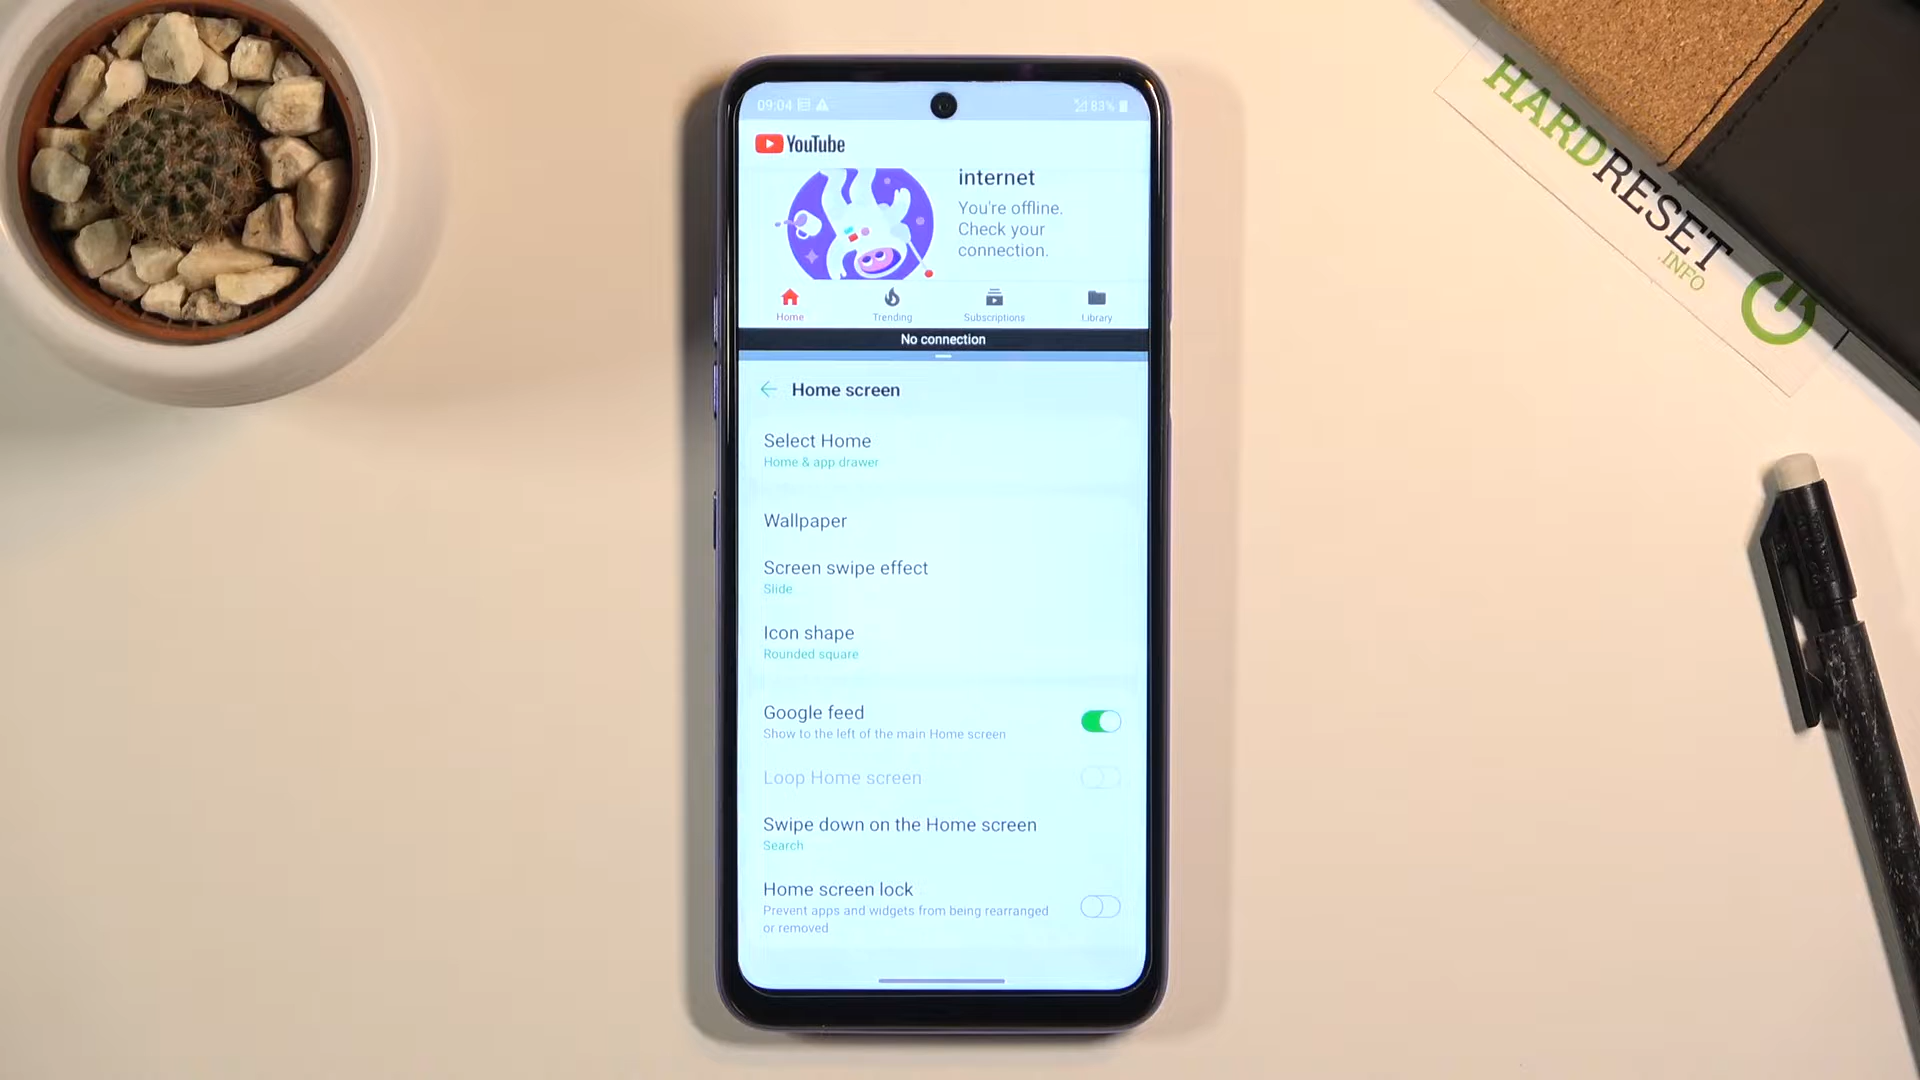 09:04
83%
YouTube
internet
You're offline.
Check your
connection.
Home
Trending
Subscriptions
Library
No connection
Home screen
Select Home
Home & app drawer
Wallpaper
Screen swipe effect
Slide
Icon shape
Rounded square
Google feed
Show to the left of the main Home screen
Loop Home screen
Swipe down on the Home screen
Search
Home screen lock
Prevent apps and widgets from being rearranged
or removed
HARDRESET
.INFO